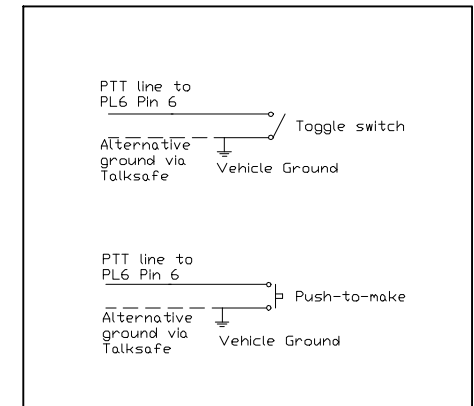 PTT line to
PL6 Pin 6
Toggle switch
Alternative
ground via
Talksafe
Vehicle Ground
PTT line to
PL6 Pin 6
Push-to-make
Alternative
ground via
Talksafe
Vehicle Ground